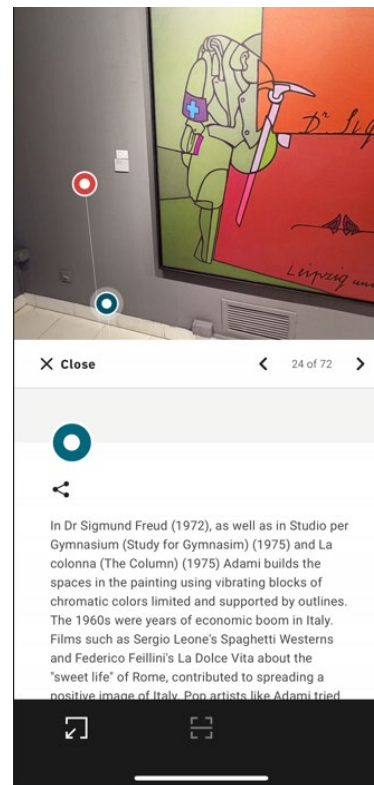 Dr. Sig
Leipzig und
Close
24 of 72
In Dr Sigmund Freud (1972), as well as in Studio per
Gymnasium (Study for Gymnasim) (1975) and La
colonna (The Column) (1975) Adami builds the
spaces in the painting using vibrating blocks of
chromatic colors limited and supported by outlines.
The 1960s were years of economic boom in Italy.
Films such as Sergio Leone's Spaghetti Westerns
and Federico Feillini's La Dolce Vita about the
"sweet life" of Rome, contributed to spreading a
positive image of Italy. Pop artists like Adami tried